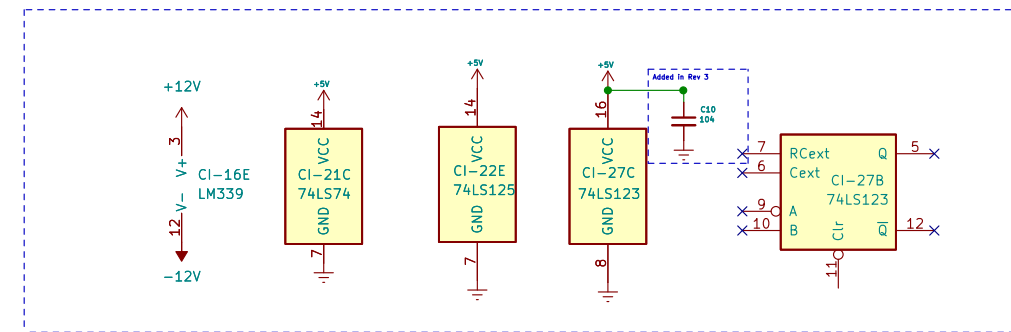 +12V
3
V+
CI-16E
LM339
V-
12
-12V
+5V
14
VCC
CI-21C
74LS74
GND
7
+5V
14
VCC
CI-22E
74LS125
GND
7
+5V
16
VCC
CI-27C
74LS123
GND
8
Added in Rev 3
C10
104
7
RCext
6
Cext
9
A
10
B
CI-27B
74LS123
Clr
11
Q
5
Q̅
12